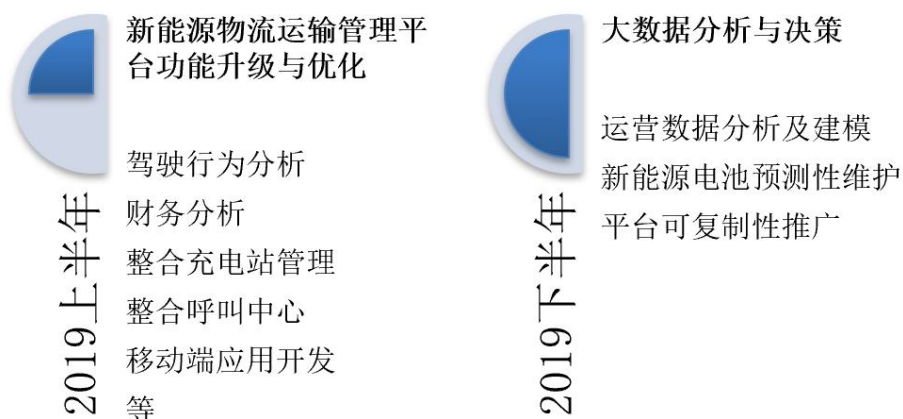 新能源物流运输管理平
台功能升级与优化
驾驶行为分析
财务分析
整合充电站管理
整合呼叫中心
移动端应用开发
等
2019上半年
大数据分析与决策
运营数据分析及建模
新能源电池预测性维护
平台可复制性推广
2019下半年